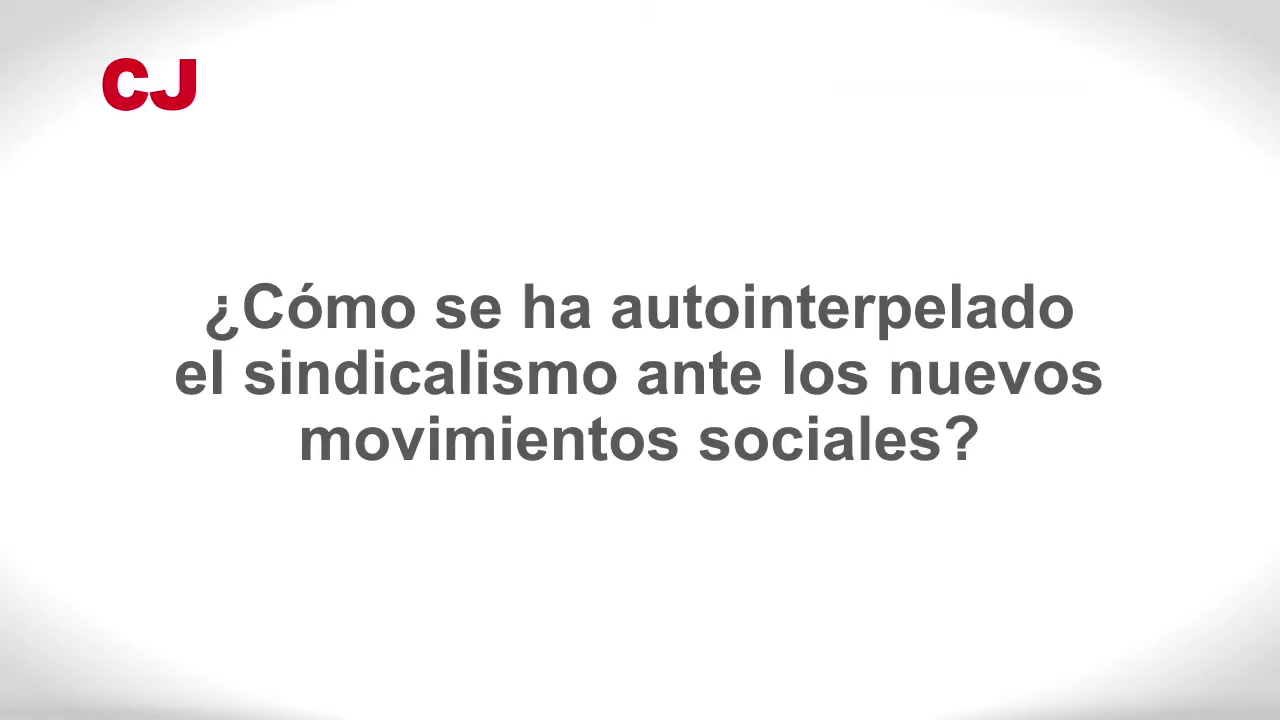 CJ
¿Cómo se ha autointerpelado
el sindicalismo ante los nuevos
movimientos sociales?